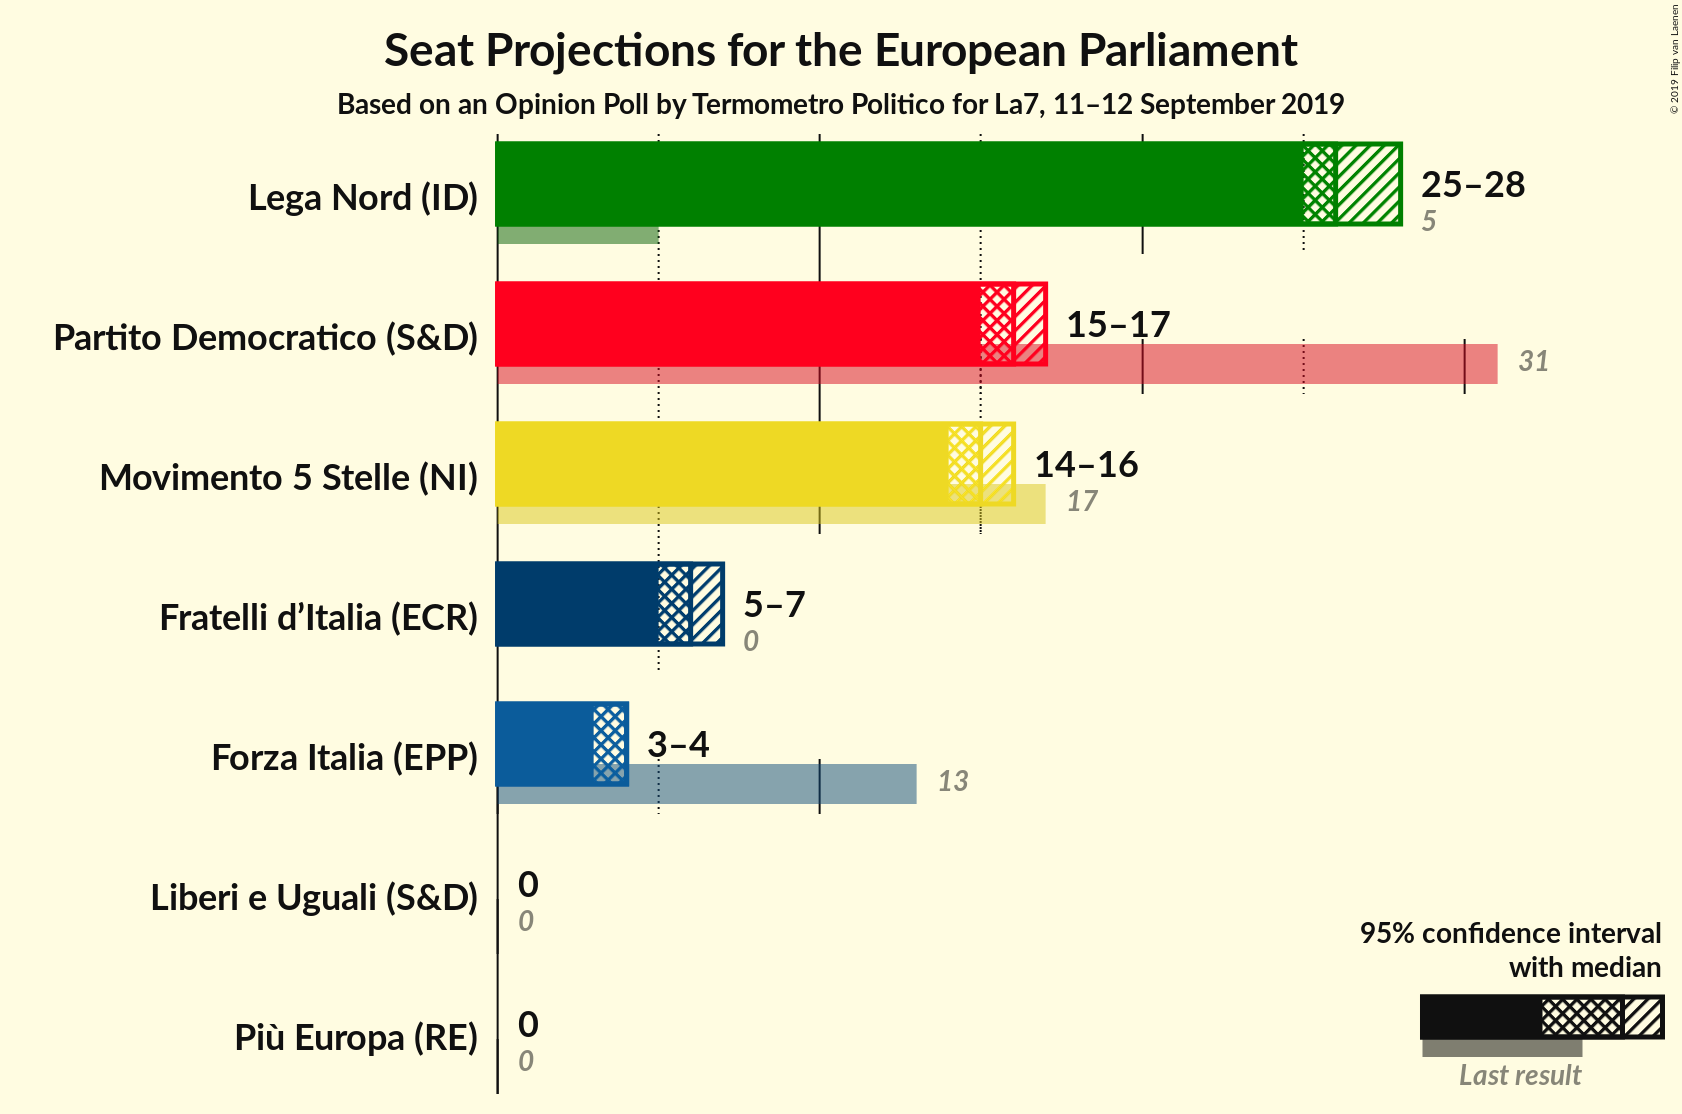 Seat Projections for the European Parliament
Based on an Opinion Poll by Termometro Politico for La7, 11–12 September 2019
© 2019 Filip van Laenen
Lega Nord (ID)
25–28
5
Partito Democratico (S&D)
15–17
31
Movimento 5 Stelle (NI)
14–16
17
Fratelli d’Italia (ECR)
5–7
0
Forza Italia (EPP)
3–4
13
Liberi e Uguali (S&D)
0
0
Più Europa (RE)
0
0
95% confidence interval
with median
Last result